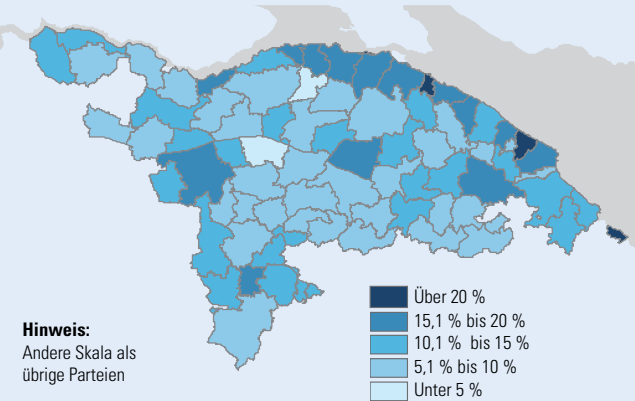 Hinweis:
Andere Skala als
übrige Parteien
Über 20 %
15,1 % bis 20 %
10,1 % bis 15 %
5,1 % bis 10 %
Unter 5 %